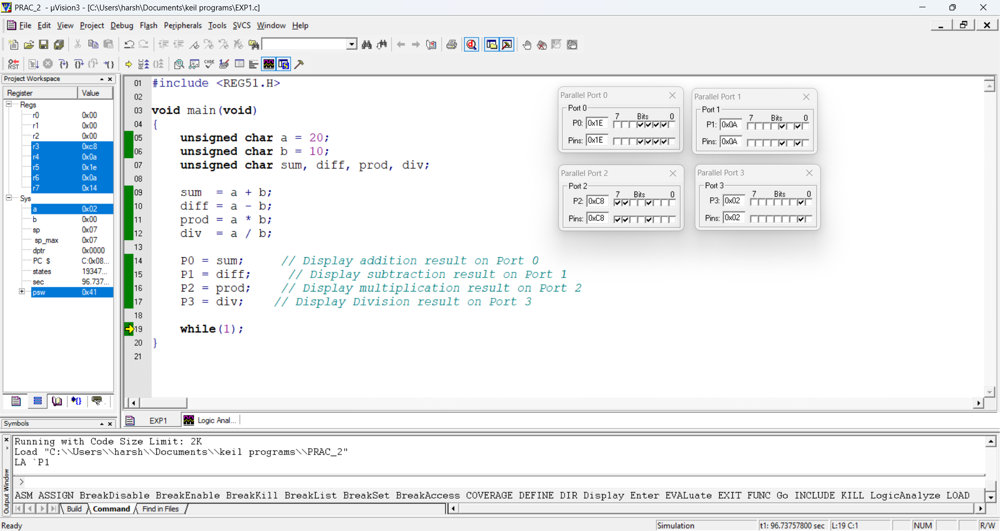 PRAC_2 - µVision3 - [C:\Users\harsh\Documents\keil programs\EXP1.c]
File Edit View Project Debug Flash Peripherals Tools SVCS Window Help
RST CODE
Project Workspace
Register Value
Regs
r0 0x00
r1 0x00
r2 0x00
r3 0xc8
r4 0x0a
r5 0x1e
r6 0x0a
r7 0x14
Sys
a 0x02
b 0x00
sp 0x07
sp_max 0x07
dptr 0x0000
PC $ C:0x08...
states 19347...
sec 96.737...
psw 0x41
Symbols
01 #include <REG51.H>
02
03 void main(void)
04 {
05 unsigned char a = 20;
06 unsigned char b = 10;
07 unsigned char sum, diff, prod, div;
08
09 sum = a + b;
10 diff = a - b;
11 prod = a * b;
12 div = a / b;
13
14 P0 = sum; // Display addition result on Port 0
15 P1 = diff; // Display subtraction result on Port 1
16 P2 = prod; // Display multiplication result on Port 2
17 P3 = div; // Display Division result on Port 3
18
19 while(1);
20 }
21
Parallel Port 0
Port 0
7 Bits 0
P0: 0x1E
Pins: 0x1E
Parallel Port 1
Port 1
7 Bits 0
P1: 0x0A
Pins: 0x0A
Parallel Port 2
Port 2
7 Bits 0
P2: 0xC8
Pins: 0xC8
Parallel Port 3
Port 3
7 Bits 0
P3: 0x02
Pins: 0x02
EXP1 Logic Anal...
Output Window
Running with Code Size Limit: 2K
Load "C:\\Users\\harsh\\Documents\\keil programs\\PRAC_2"
LA `P1
>
ASM ASSIGN BreakDisable BreakEnable BreakKill BreakList BreakSet BreakAccess COVERAGE DEFINE DIR Display Enter EVALuate EXIT FUNC Go INCLUDE KILL LogicAnalyze LOAD
Build Command Find in Files
Ready Simulation t1: 96.73757800 sec L:19 C:1 NUM R/W